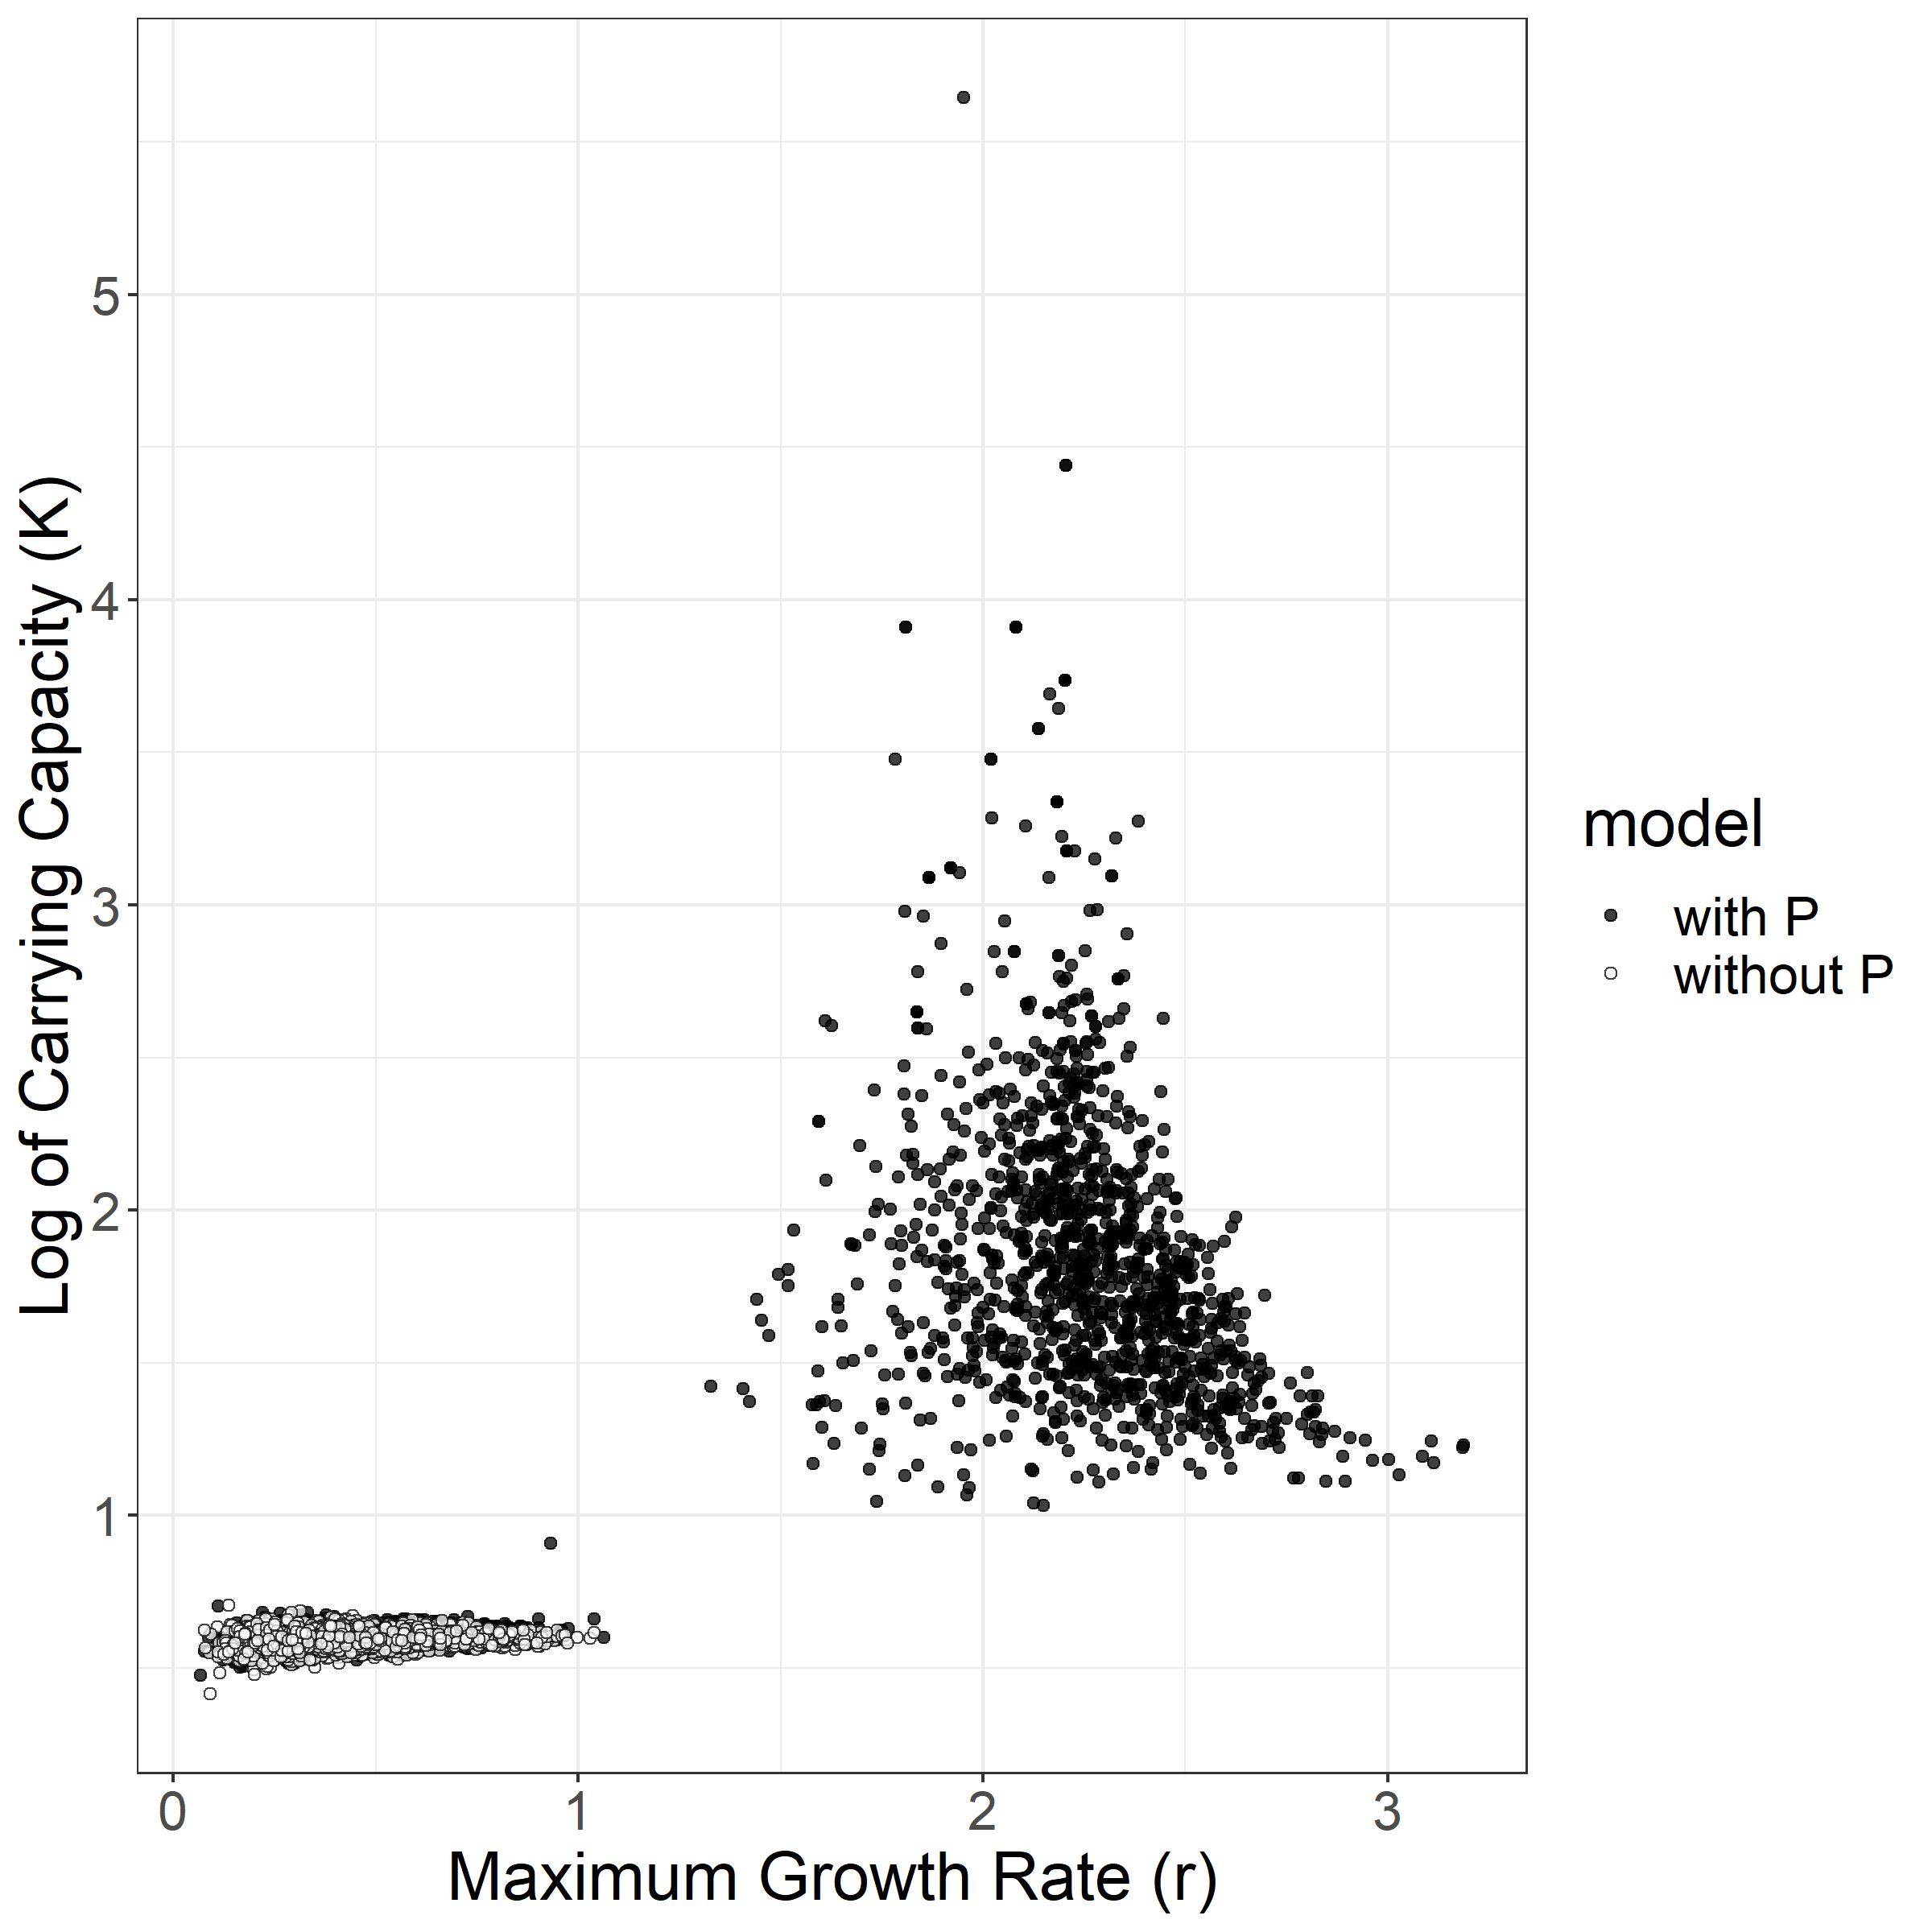 Log of Carrying Capacity (K)
5
4
3
2
1
0 1 2 3
Maximum Growth Rate (r)
model
with P
without P